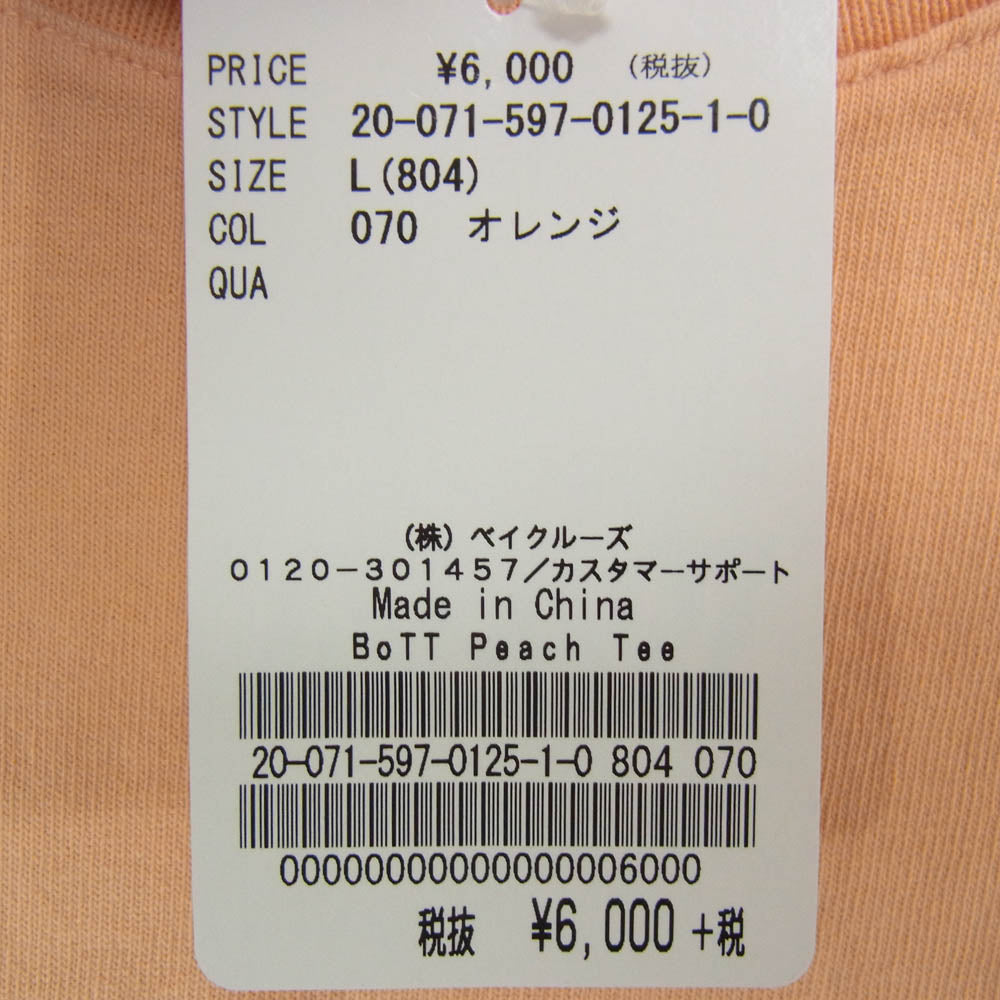 PRICE ¥6,000 (税抜)
STYLE 20-071-597-0125-1-0
SIZE L(804)
COL 070 オレンジ
QUA
(株)ベイクルーズ
0120-301457/カスタマーサポート
Made in China
BoTT Peach Tee
20-071-597-0125-1-0 804 070
00000000000000006000
税抜 ¥6,000 +税